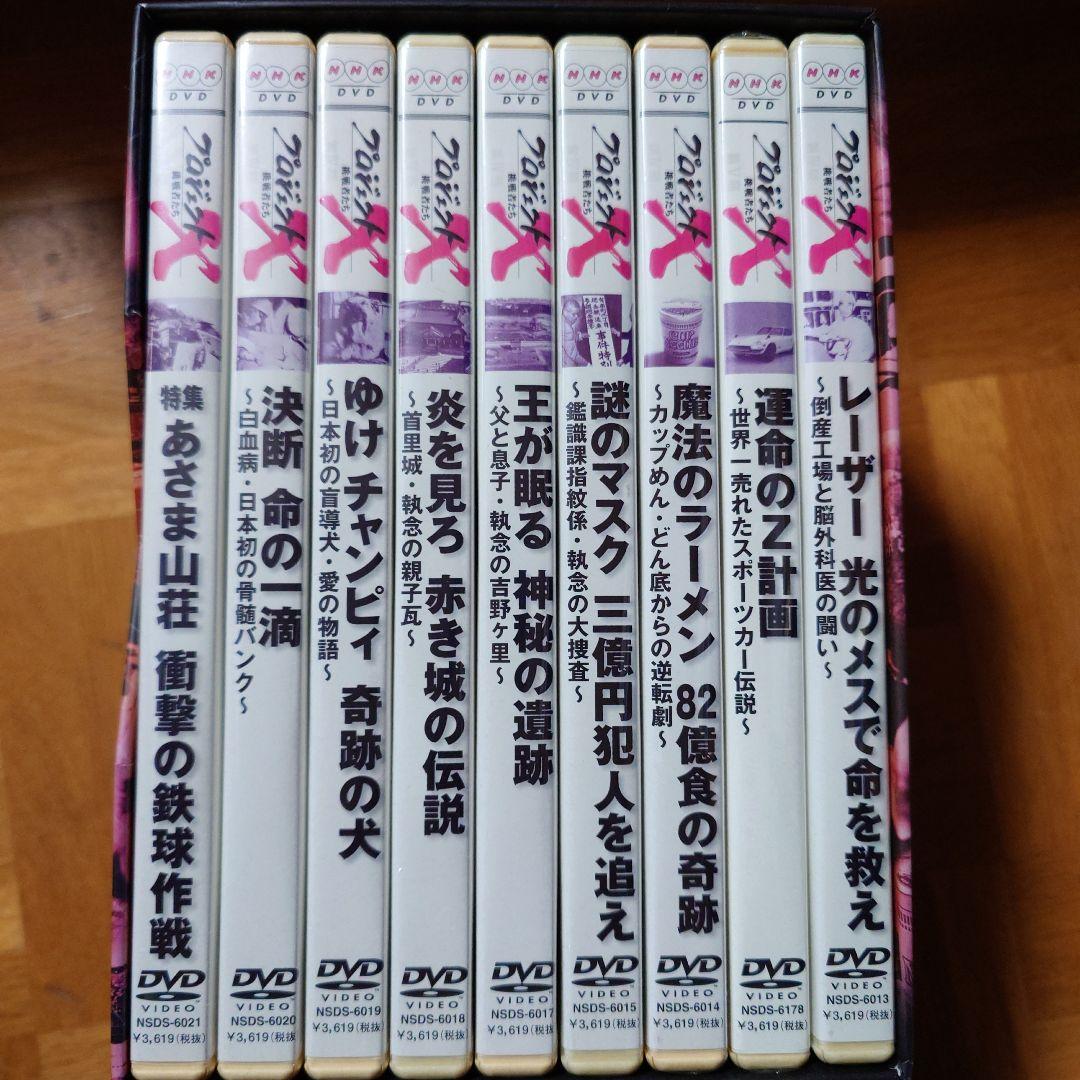 NHK
DVD
プロジェクト
挑戦者たち
X
特集 あさま山荘 衝撃の鉄球作戦
DVD
VIDEO
NSDS-6021
¥3,619(税抜)
NHK
DVD
プロジェクト
挑戦者たち
X
決断 命の一滴
～白血病・日本初の骨髄バンク～
DVD
VIDEO
NSDS-6020
¥3,619(税抜)
NHK
DVD
プロジェクト
挑戦者たち
X
ゆけ チャンピイ 奇跡の犬
～日本初の盲導犬・愛の物語～
DVD
VIDEO
NSDS-6019
¥3,619(税抜)
NHK
DVD
プロジェクト
挑戦者たち
X
炎を見ろ 赤き城の伝説
～首里城・執念の親子瓦～
DVD
VIDEO
NSDS-6018
¥3,619(税抜)
NHK
DVD
プロジェクト
挑戦者たち
X
王が眠る 神秘の遺跡
～父と息子・執念の吉野ヶ里～
DVD
VIDEO
NSDS-6017
¥3,619(税抜)
NHK
DVD
プロジェクト
挑戦者たち
X
事件特別
謎のマスク 三億円犯人を追え
～鑑識課指紋係・執念の大捜査～
DVD
VIDEO
NSDS-6015
¥3,619(税抜)
NHK
DVD
プロジェクト
挑戦者たち
X
魔法のラーメン 82億食の奇跡
～カップめん・どん底からの逆転劇～
DVD
VIDEO
NSDS-6014
¥3,619(税抜)
NHK
DVD
プロジェクト
挑戦者たち
X
運命のZ計画
～世界一売れたスポーツカー伝説～
DVD
VIDEO
NSDS-6178
¥3,619(税抜)
NHK
DVD
プロジェクト
挑戦者たち
X
レーザー 光のメスで命を救え
～倒産工場と脳外科医の闘い～
DVD
VIDEO
NSDS-6013
¥3,619(税抜)